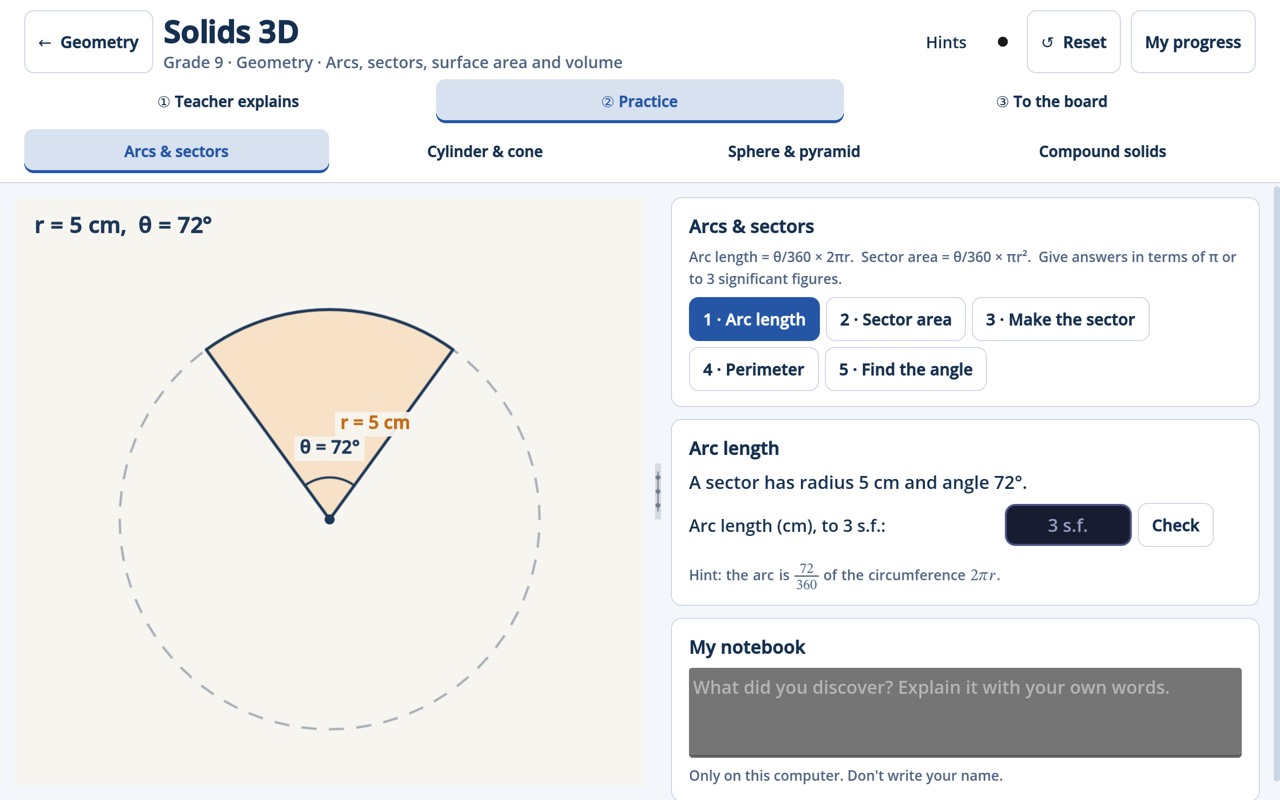 ← Geometry
Solids 3D
Grade 9 · Geometry · Arcs, sectors, surface area and volume
Hints
↺ Reset
My progress
① Teacher explains
② Practice
③ To the board
Arcs & sectors
Cylinder & cone
Sphere & pyramid
Compound solids
r = 5 cm, θ = 72°
r = 5 cm
θ = 72°
Arcs & sectors
Arc length = θ/360 × 2πr. Sector area = θ/360 × πr². Give answers in terms of π or
to 3 significant figures.
1 · Arc length
2 · Sector area
3 · Make the sector
4 · Perimeter
5 · Find the angle
Arc length
A sector has radius 5 cm and angle 72°.
Arc length (cm), to 3 s.f.:
3 s.f.
Check
Hint: the arc is 72/360 of the circumference 2πr.
My notebook
What did you discover? Explain it with your own words.
Only on this computer. Don't write your name.